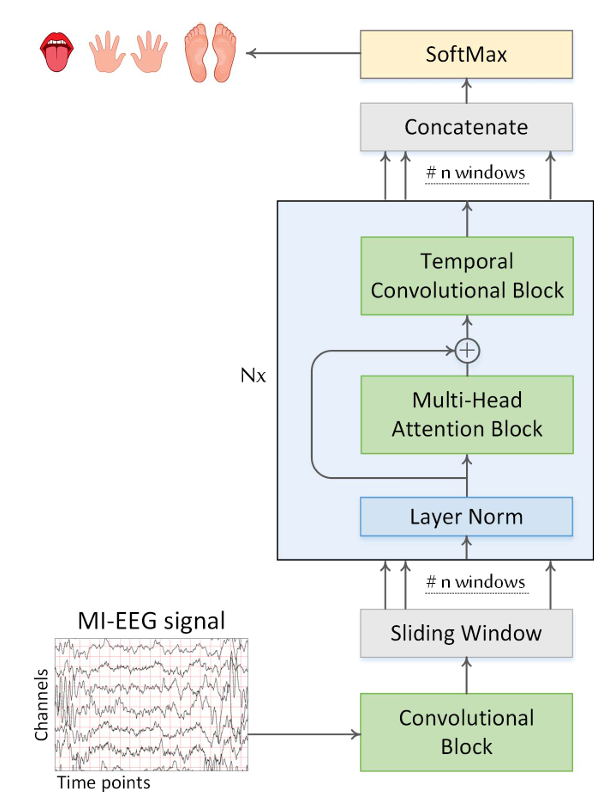 SoftMax
Concatenate
# n windows
Temporal
Convolutional Block
Nx
Multi-Head
Attention Block
Layer Norm
# n windows
MI-EEG signal
Sliding Window
Channels
Convolutional
Block
Time points